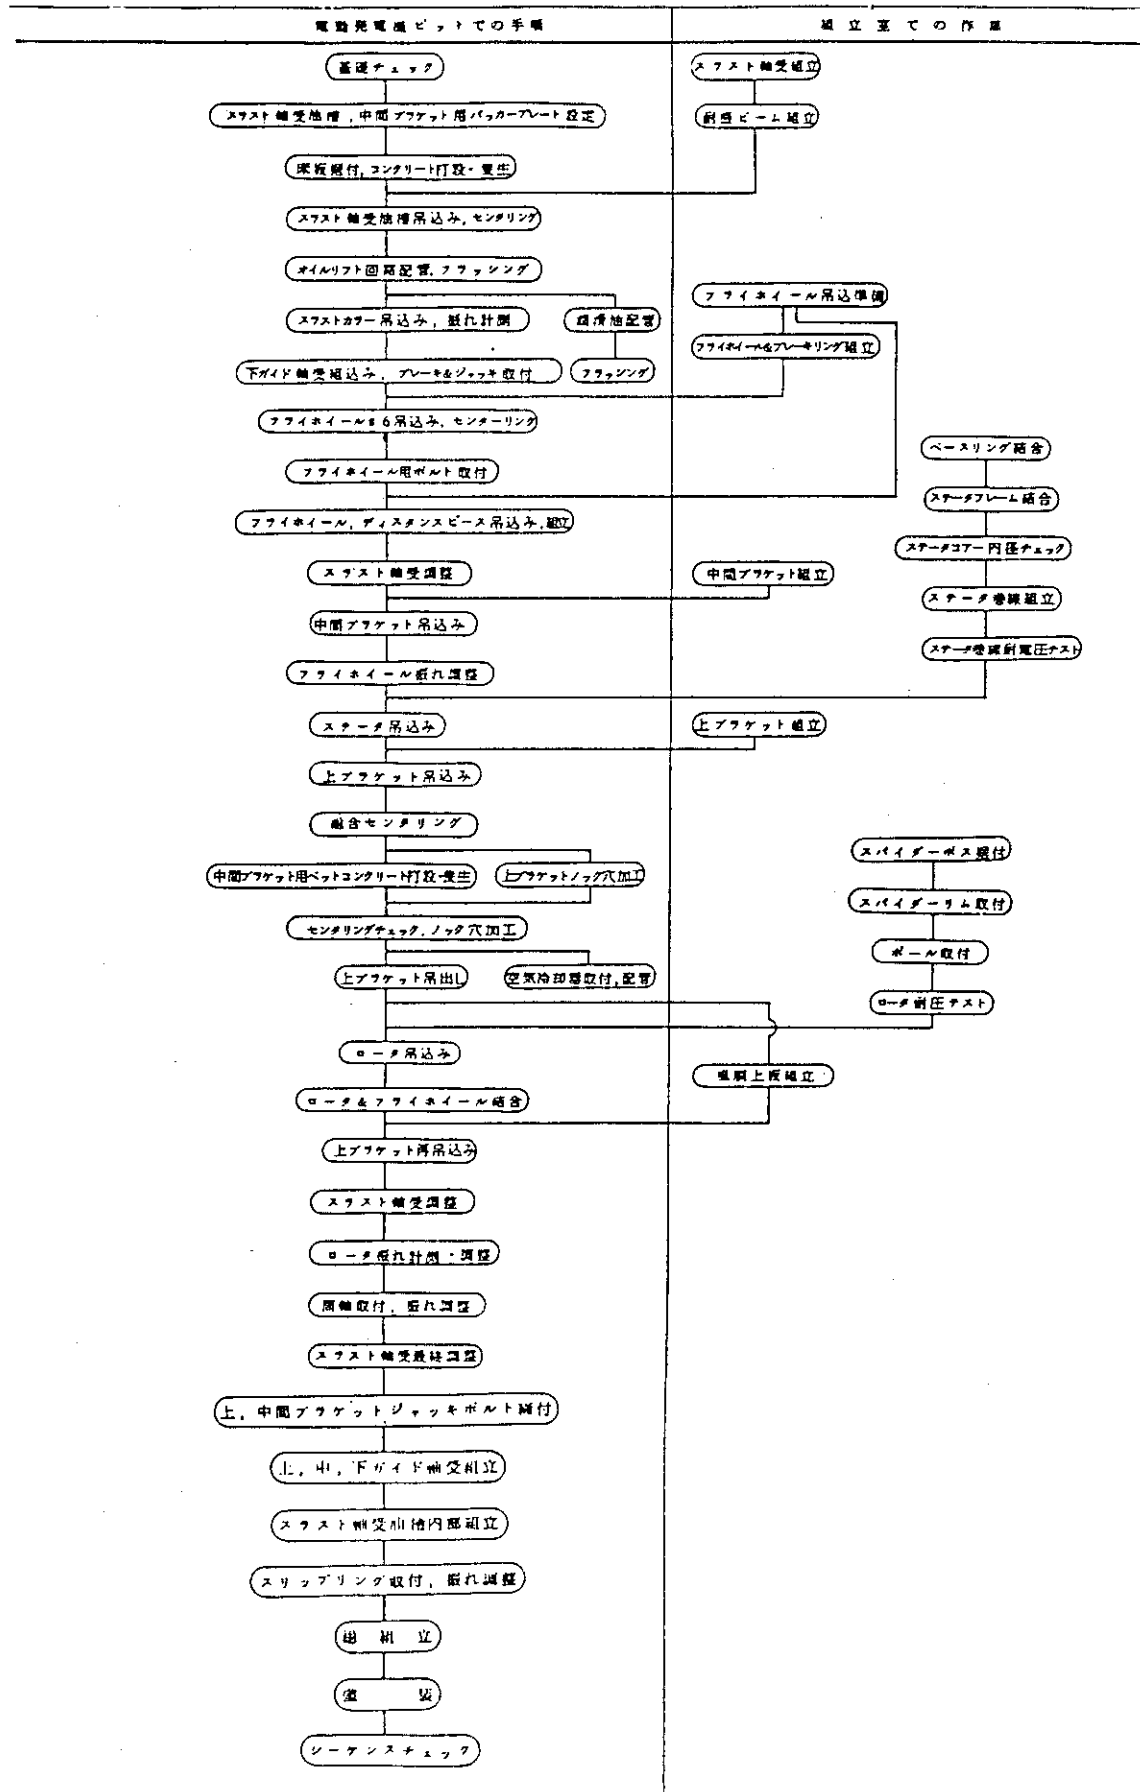 電動発電機ピットでの手順
組立室での作業
基礎チェック
スラスト軸受組立
スラスト軸受油槽,中間ブラケット用パッカープレート設定
耐圧ビーム組立
床板据付,コンクリート打設・養生
スラスト軸受油槽吊込み,センタリング
オイルリフト回路配管,フラッシング
フライホイール吊込準備
スラストカラー吊込み,振れ計測
潤滑油配管
フライホイール&ブレーキリング組立
下ガイド軸受組込み,ブレーキ&ジャッキ取付
フラッシング
フライホイール#6吊込み,センターリング
ベースリング結合
フライホイール用ボルト取付
ステータフレーム結合
フライホイール,ディスタンスピース吊込み,組立
ステータコアー内径チェック
スラスト軸受調整
中間ブラケット組立
ステータ巻線組立
中間ブラケット吊込み
ステータ巻線耐電圧テスト
フライホイール振れ調整
ステータ吊込み
上ブラケット組立
上ブラケット吊込み
総合センタリング
スパイダーボス据付
中間ブラケット用ベットコンクリート打設・養生
上ブラケットノック穴加工
スパイダーリム取付
センタリングチェック,ノック穴加工
ポール取付
上ブラケット吊出し
空気冷却器取付,配管
ロータ耐圧テスト
ロータ吊込み
上板組立
ロータ&フライホイール結合
上ブラケット再吊込み
スラスト軸受調整
ロータ振れ計測・調整
軸取付,振れ調整
スラスト軸受最終調整
上,中間ブラケットジャッキボルト締付
上,中,下ガイド軸受組立
スラスト軸受油槽内部組立
スリップリング取付,振れ調整
総組立
塗装
シーケンスチェック